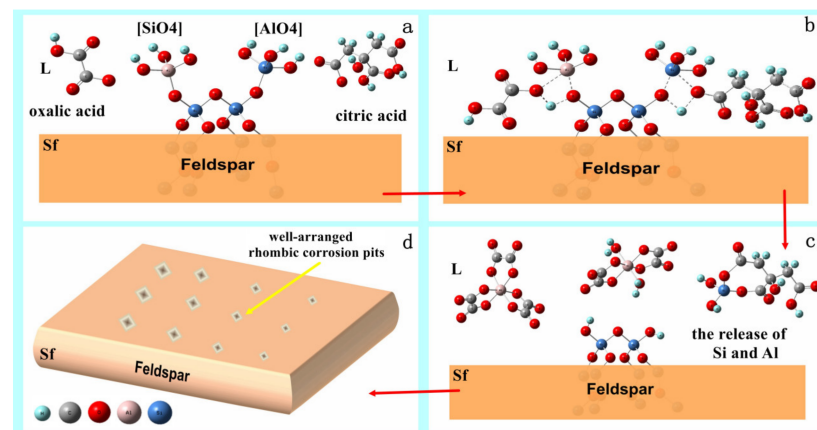 a
[SiO4]
[AlO4]
L
oxalic acid
citric acid
Sf
Feldspar
b
L
Sf
Feldspar
d
well-arranged
rhombic corrosion pits
Sf
Feldspar
H
Al
Si
c
L
the release of
Si and Al
Sf
Feldspar